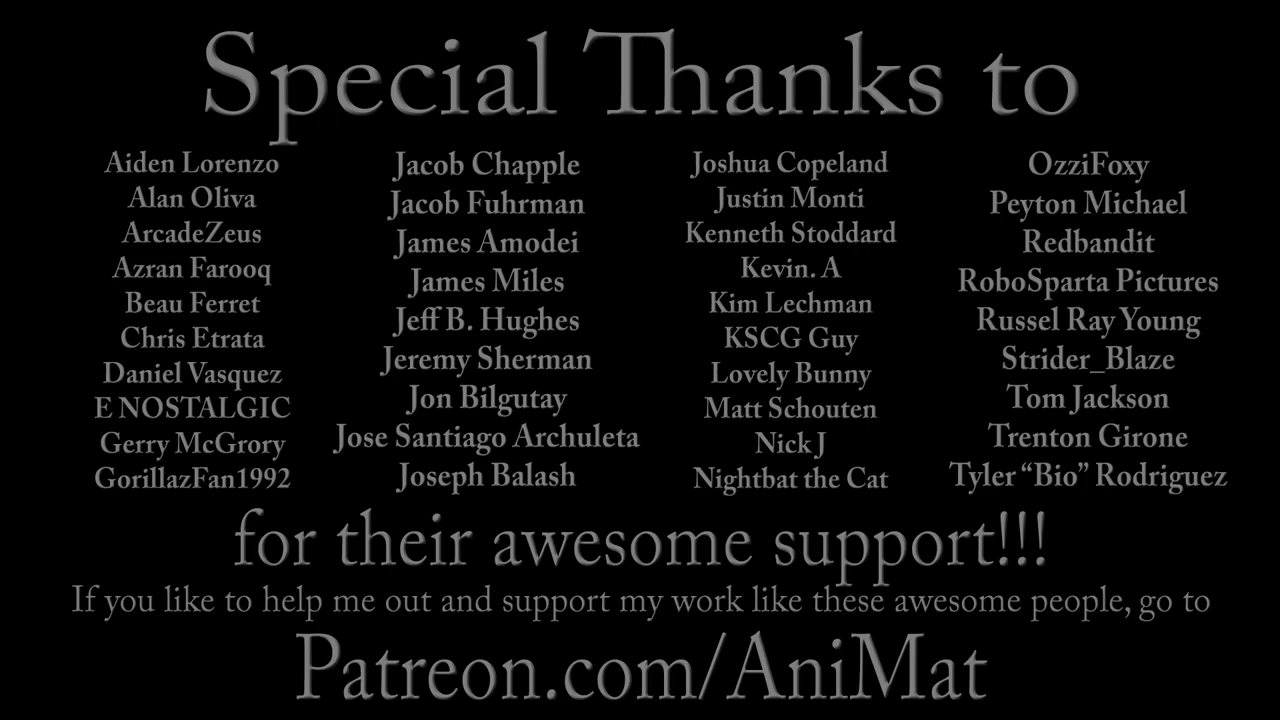 Special Thanks to
Aiden Lorenzo
Alan Oliva
ArcadeZeus
Azran Farooq
Beau Ferret
Chris Etrata
Daniel Vasquez
E NOSTALGIC
Gerry McGrory
GorillazFan1992
Jacob Chapple
Jacob Fuhrman
James Amodei
James Miles
Jeff B. Hughes
Jeremy Sherman
Jon Bilgutay
Jose Santiago Archuleta
Joseph Balash
Joshua Copeland
Justin Monti
Kenneth Stoddard
Kevin. A
Kim Lechman
KSCG Guy
Lovely Bunny
Matt Schouten
Nick J
Nightbat the Cat
OzziFoxy
Peyton Michael
Redbandit
RoboSparta Pictures
Russel Ray Young
Strider_Blaze
Tom Jackson
Trenton Girone
Tyler “Bio” Rodriguez
for their awesome support!!!
If you like to help me out and support my work like these awesome people, go to
Patreon.com/AniMat